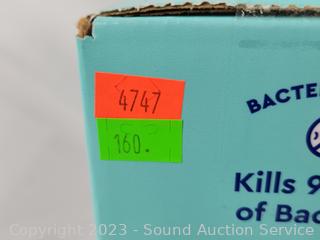 4747
160.
BACTE
Kills 9
of Bac
Copyright 2023 - Sound Auction Service